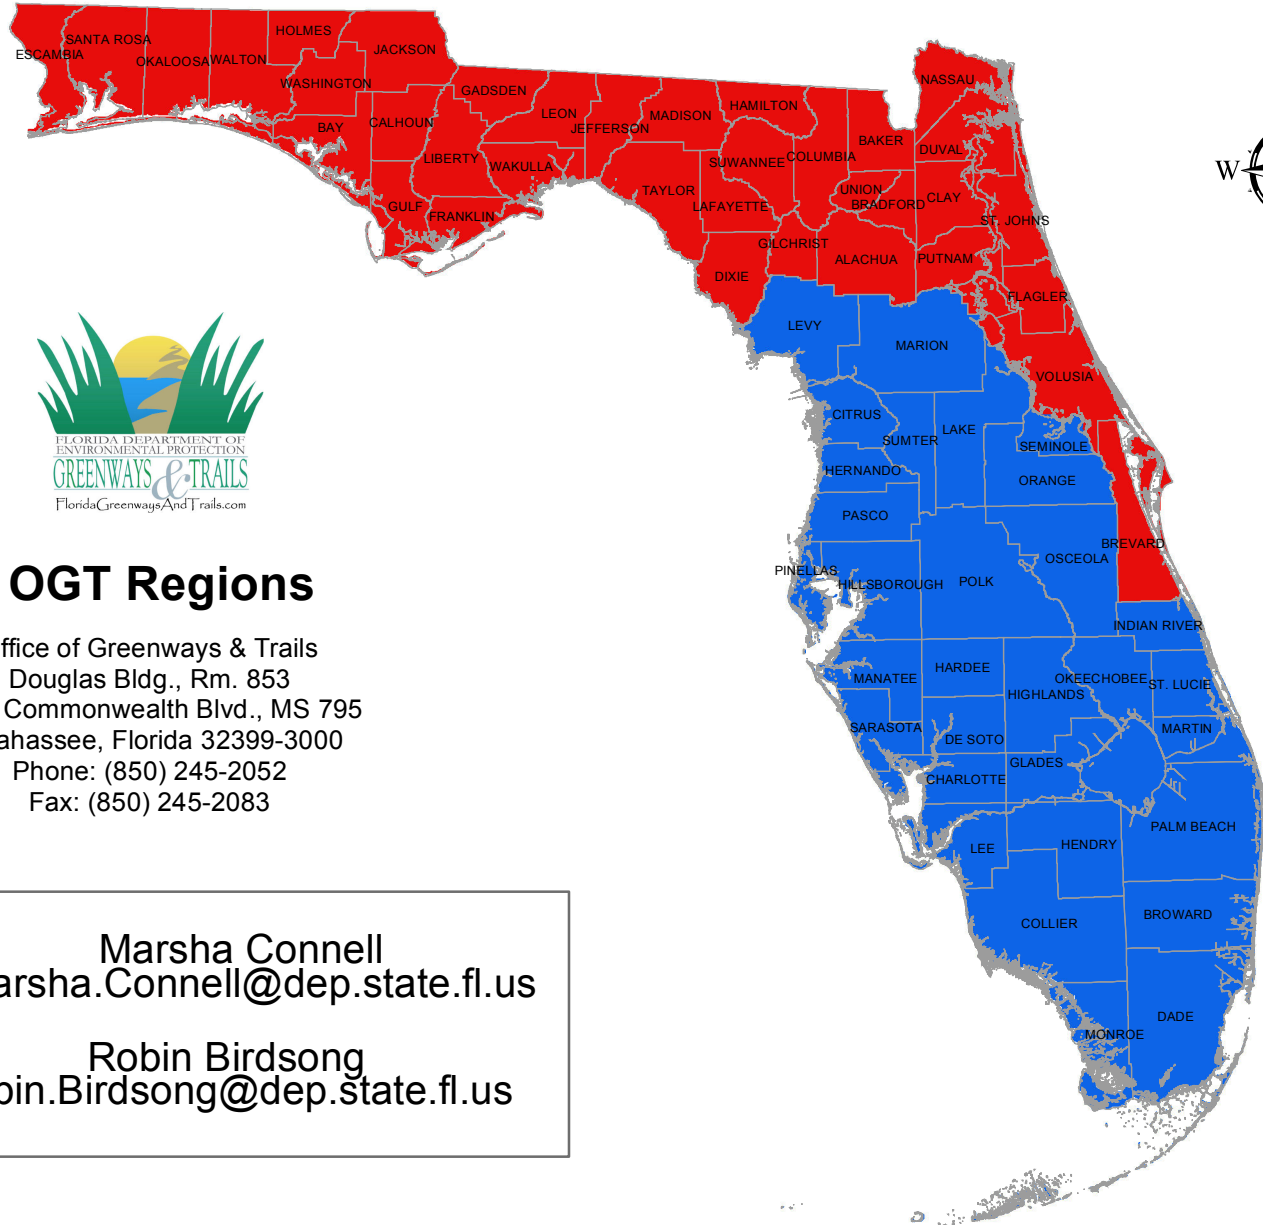 HOLMES
SANTA ROSA
JACKSON
ESCAMBIA
OKALOOSA
WALTON
WASHINGTON
GADSDEN
NASSAU
HAMILTON
MADISON
LEON
JEFFERSON
CALHOUN
BAY
BAKER
DUVAL
LIBERTY
WAKULLA
SUWANNEE
COLUMBIA
W
TAYLOR
UNION
BRADFORD
CLAY
LAFAYETTE
GULF
FRANKLIN
ST. JOHNS
GILCHRIST
ALACHUA
PUTNAM
DIXIE
FLAGLER
LEVY
MARION
VOLUSIA
CITRUS
SUMTER
LAKE
SEMINOLE
HERNANDO
ORANGE
PASCO
BREVARD
OSCEOLA
PINELLAS
HILLSBOROUGH
POLK
INDIAN RIVER
HARDEE
MANATEE
OKEECHOBEE
ST. LUCIE
HIGHLANDS
SARASOTA
DE SOTO
MARTIN
GLADES
CHARLOTTE
PALM BEACH
LEE
HENDRY
BROWARD
COLLIER
DADE
MONROE
FLORIDA DEPARTMENT OF
ENVIRONMENTAL PROTECTION
GREENWAYS & TRAILS
FloridaGreenwaysAndTrails.com
OGT Regions
ffice of Greenways & Trails
Douglas Bldg., Rm. 853
Commonwealth Blvd., MS 795
ahassee, Florida 32399-3000
Phone: (850) 245-2052
Fax: (850) 245-2083
Marsha Connell
arsha.Connell@dep.state.fl.us
Robin Birdsong
bin.Birdsong@dep.state.fl.us